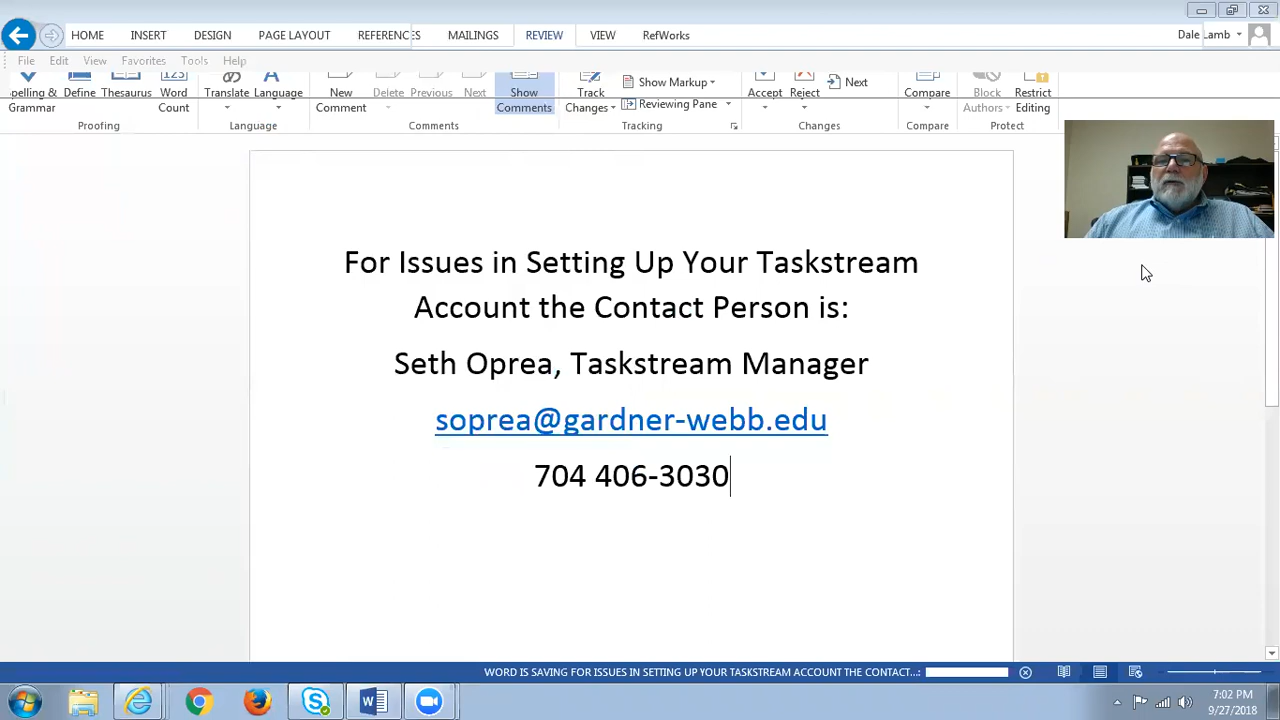 HOME INSERT DESIGN PAGE LAYOUT REFERENCES MAILINGS REVIEW VIEW RefWorks Dale Lamb
File Edit View Favorites Tools Help
Spelling & Define Thesaurus Word Translate Language New Delete Previous Next Show Track Show Markup Accept Reject Next Compare Block Restrict
Grammar Count Comment Comments Changes Reviewing Pane Authors Editing
Proofing Language Comments Tracking Changes Compare Protect
For Issues in Setting Up Your Taskstream
Account the Contact Person is:
Seth Oprea, Taskstream Manager
soprea@gardner-webb.edu
704 406-3030
WORD IS SAVING FOR ISSUES IN SETTING UP YOUR TASKSTREAM ACCOUNT THE CONTACT...:
7:02 PM
9/27/2018